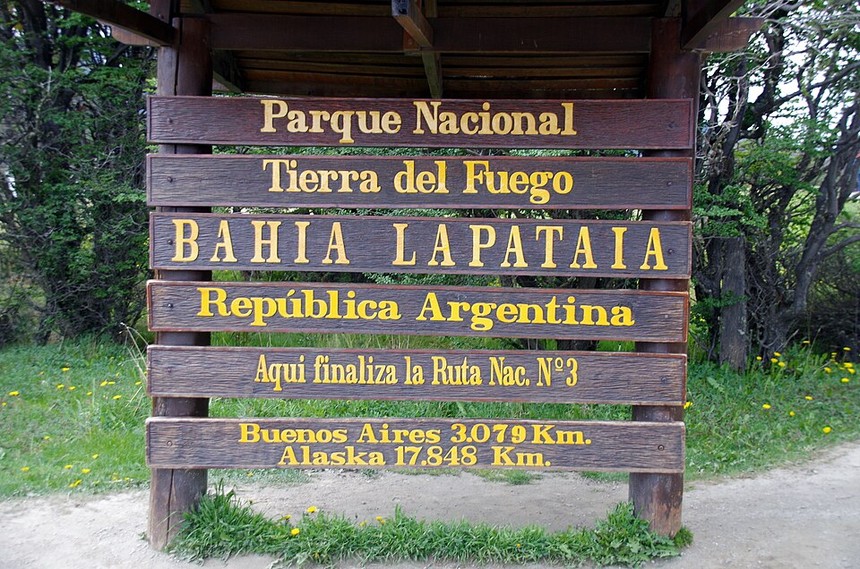 Parque Nacional
Tierra del Fuego
BAHIA LAPATAIA
República Argentina
Aqui finaliza la Ruta Nac. Nº3
Buenos Aires 3.079 Km.
Alaska 17.848 Km.